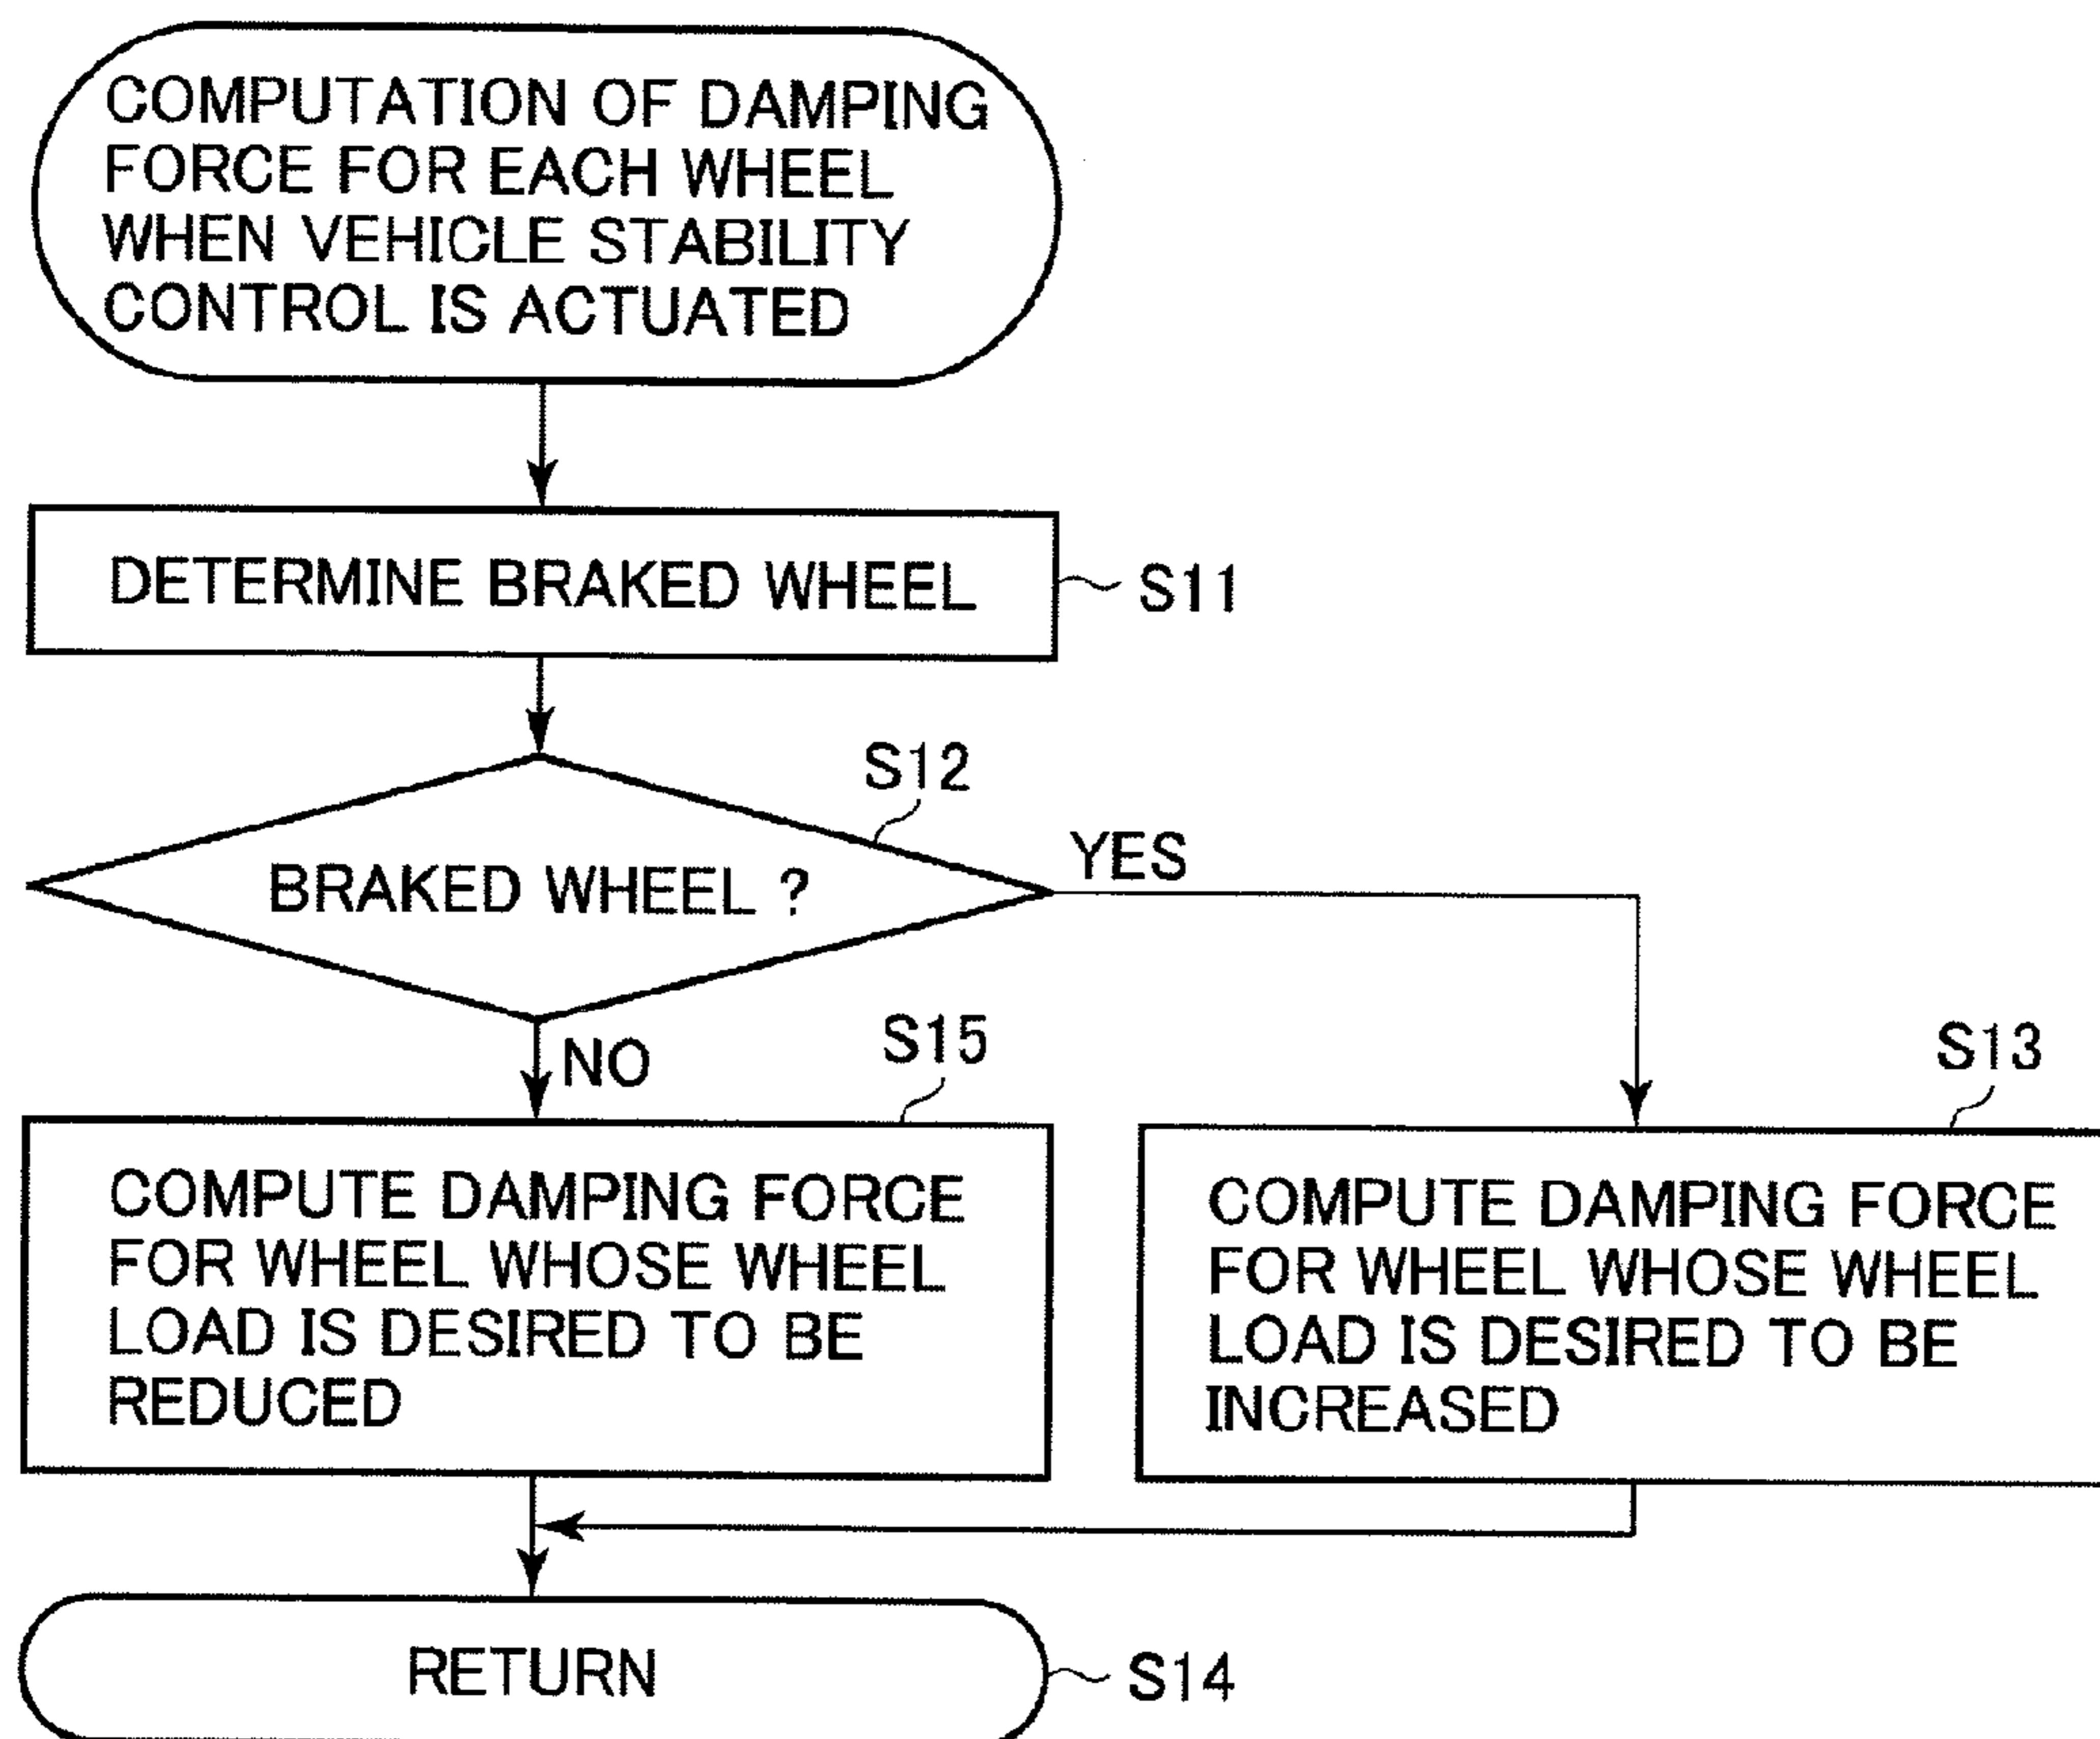 COMPUTATION OF DAMPING
FORCE FOR EACH WHEEL
WHEN VEHICLE STABILITY
CONTROL IS ACTUATED
DETERMINE BRAKED WHEEL
S11
S12
BRAKED WHEEL ?
YES
NO
S15
COMPUTE DAMPING FORCE
FOR WHEEL WHOSE WHEEL
LOAD IS DESIRED TO BE
REDUCED
S13
COMPUTE DAMPING FORCE
FOR WHEEL WHOSE WHEEL
LOAD IS DESIRED TO BE
INCREASED
RETURN
S14